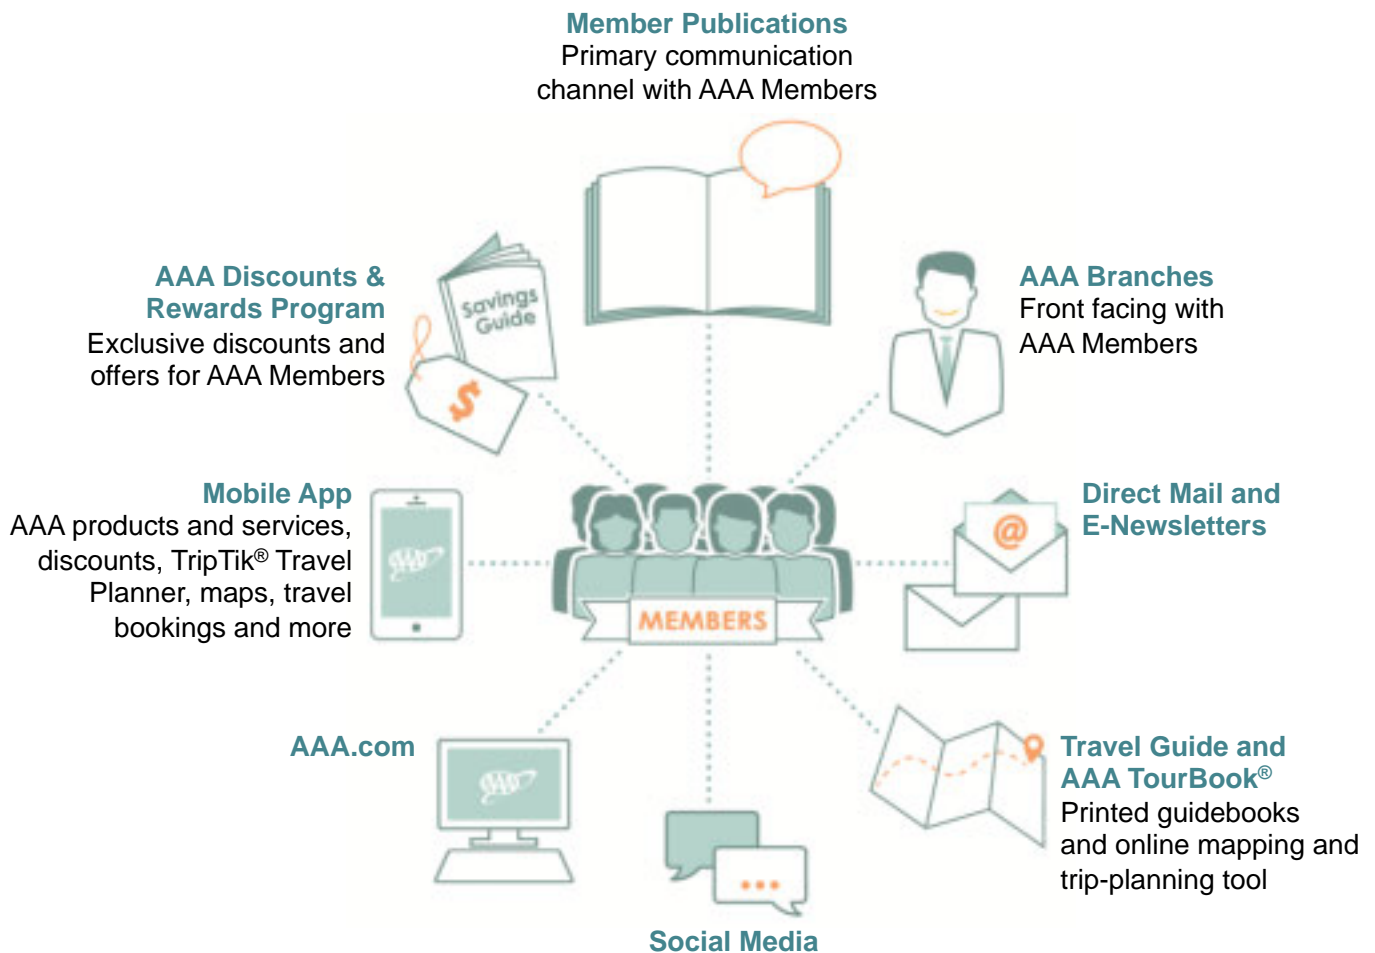 Member Publications
Primary communication
channel with AAA Members
AAA Discounts &
Rewards Program
Exclusive discounts and
offers for AAA Members
Savings
Guide
$
AAA Branches
Front facing with
AAA Members
Mobile App
AAA products and services,
discounts, TripTik® Travel
Planner, maps, travel
bookings and more
AAA
Direct Mail and
E-Newsletters
@
MEMBERS
AAA.com
AAA
Travel Guide and
AAA TourBook®
Printed guidebooks
and online mapping and
trip-planning tool
Social Media